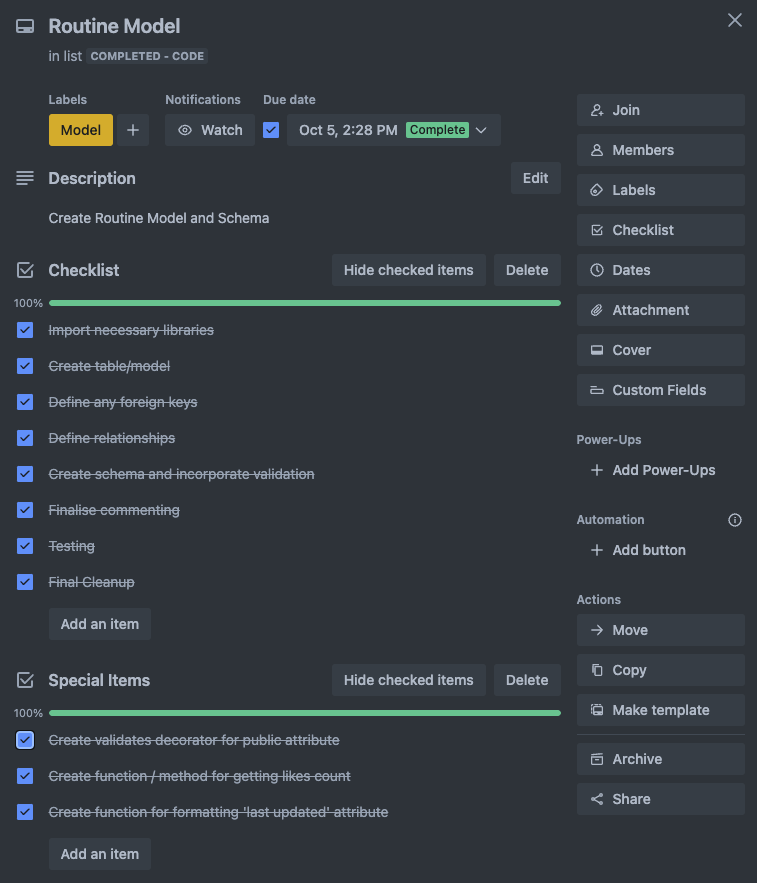 Routine Model
in list COMPLETED - CODE
Labels
Notifications
Due date
Model
Watch
Oct 5, 2:28 PM Complete
Description
Edit
Create Routine Model and Schema
Checklist
Hide checked items
Delete
100%
Import necessary libraries
Create table/model
Define any foreign keys
Define relationships
Create schema and incorporate validation
Finalise commenting
Testing
Final Cleanup
Add an item
Special Items
Hide checked items
Delete
100%
Create validates decorator for public attribute
Create function / method for getting likes count
Create function for formatting 'last updated' attribute
Add an item
Join
Members
Labels
Checklist
Dates
Attachment
Cover
Custom Fields
Power-Ups
Add Power-Ups
Automation
Add button
Actions
Move
Copy
Make template
Archive
Share